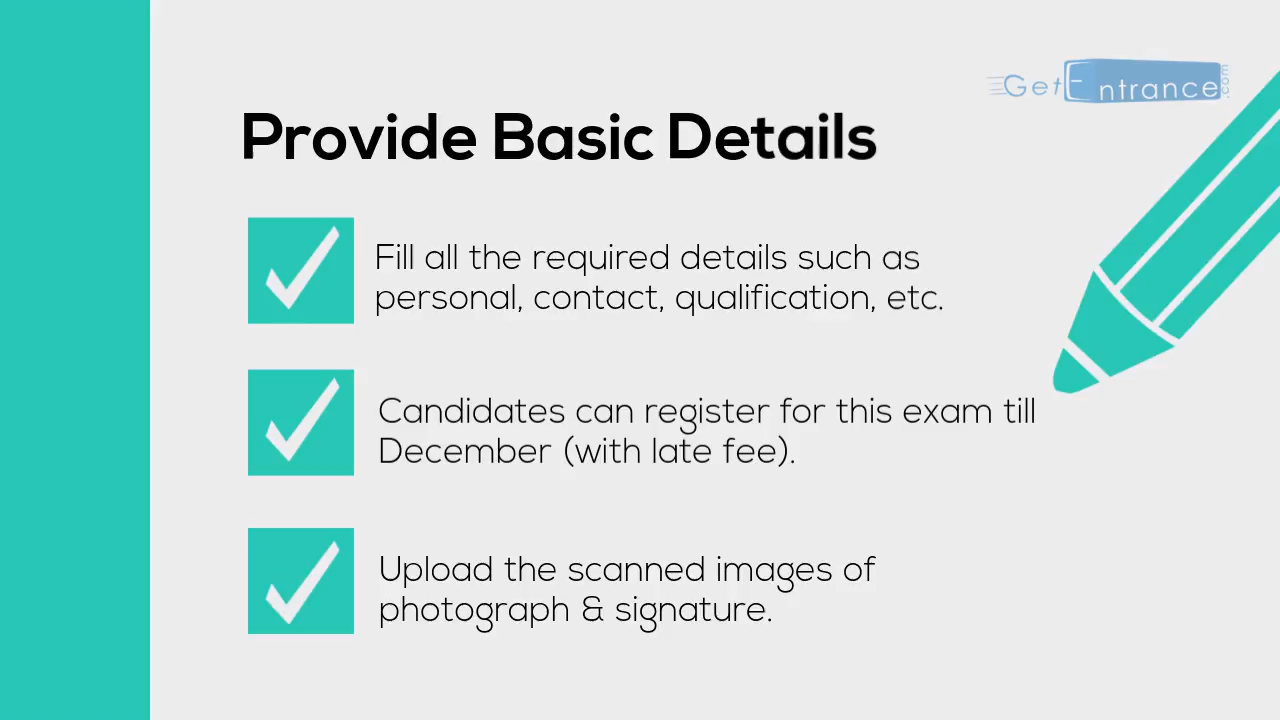 GetEntrance.com
Provide Basic Details
Fill all the required details such as
personal, contact, qualification, etc.
Candidates can register for this exam till
December (with late fee).
Upload the scanned images of
photograph & signature.